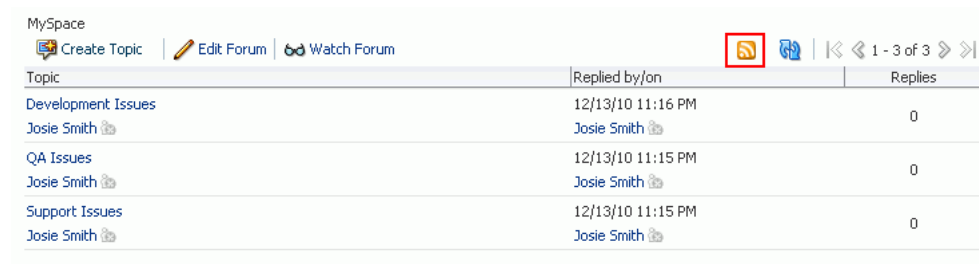 MySpace
Create Topic Edit Forum Watch Forum 1 - 3 of 3
Topic Replied by/on Replies
Development Issues 12/13/10 11:16 PM
0
Josie Smith Josie Smith
QA Issues 12/13/10 11:15 PM
0
Josie Smith Josie Smith
Support Issues 12/13/10 11:15 PM
0
Josie Smith Josie Smith